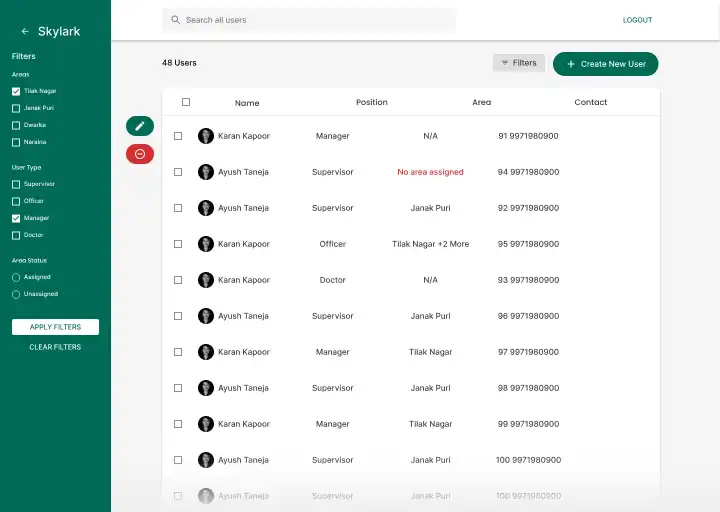 Skylark
Filters
Areas
Tilak Nagar
Janak Puri
Dwarka
Naraina
User Type
Supervisor
Officer
Manager
Doctor
Area Status
Assigned
Unassigned
APPLY FILTERS
CLEAR FILTERS
Search all users
LOGOUT
48 Users
Filters
Create New User
Name Position Area Contact
Karan Kapoor Manager N/A 91 9971980900
Ayush Taneja Supervisor No area assigned 94 9971980900
Ayush Taneja Supervisor Janak Puri 92 9971980900
Karan Kapoor Officer Tilak Nagar +2 More 95 9971980900
Karan Kapoor Doctor N/A 93 9971980900
Ayush Taneja Supervisor Janak Puri 96 9971980900
Karan Kapoor Manager Tilak Nagar 97 9971980900
Ayush Taneja Supervisor Janak Puri 98 9971980900
Karan Kapoor Manager Tilak Nagar 99 9971980900
Ayush Taneja Supervisor Janak Puri 100 9971980900
Ayush Taneja Supervisor Janak Puri 100 9971980900